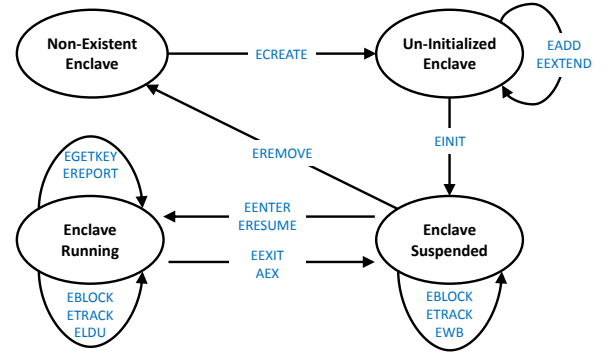 Non-Existent
Enclave
ECREATE
Un-Initialized
Enclave
EADD
EEXTEND
EINIT
EREMOVE
EGETKEY
EREPORT
Enclave
Running
EENTER
ERESUME
EEXIT
AEX
Enclave
Suspended
EBLOCK
ETRACK
ELDU
EBLOCK
ETRACK
EWB